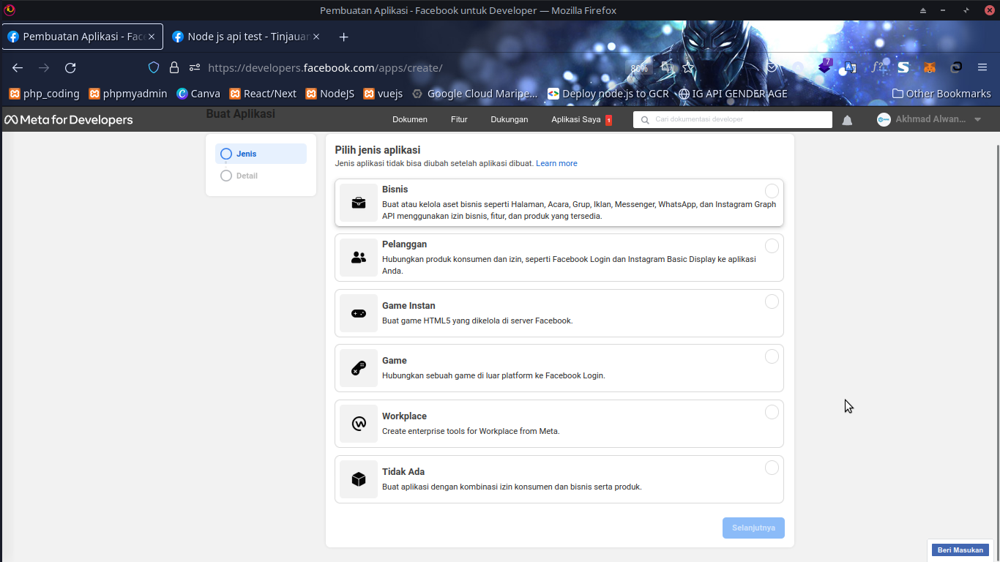 Pembuatan Aplikasi - Facebook untuk Developer — Mozilla Firefox
Pembuatan Aplikasi - Fac
Node js api test - Tinjauan
https://developers.facebook.com/apps/create/
80%
7
php_coding
phpmyadmin
Canva
React/Next
NodeJS
vuejs
Google Cloud Maripe...
Deploy node.js to GCR
IG API GENDER AGE
Other Bookmarks
Meta for Developers
Buat Aplikasi
Dokumen
Fitur
Dukungan
Aplikasi Saya
1
Cari dokumentasi developer
Akhmad Alwan...
Jenis
Detail
Pilih jenis aplikasi
Jenis aplikasi tidak bisa diubah setelah aplikasi dibuat. Learn more
Bisnis
Buat atau kelola aset bisnis seperti Halaman, Acara, Grup, Iklan, Messenger, WhatsApp, dan Instagram Graph
API menggunakan izin bisnis, fitur, dan produk yang tersedia.
Pelanggan
Hubungkan produk konsumen dan izin, seperti Facebook Login dan Instagram Basic Display ke aplikasi
Anda.
Game Instan
Buat game HTML5 yang dikelola di server Facebook.
Game
Hubungkan sebuah game di luar platform ke Facebook Login.
Workplace
Create enterprise tools for Workplace from Meta.
Tidak Ada
Buat aplikasi dengan kombinasi izin konsumen dan bisnis serta produk.
Selanjutnya
Beri Masukan